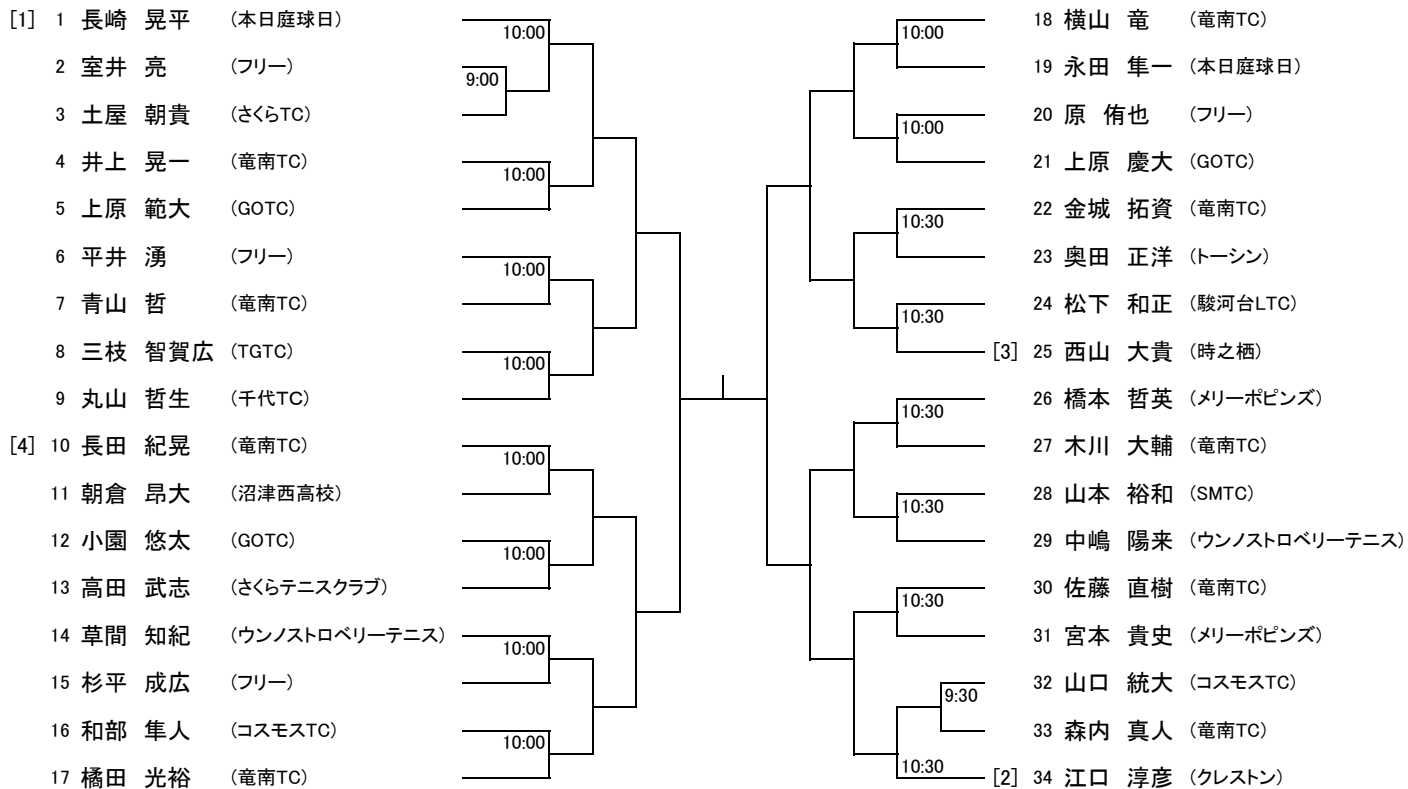 [1] 1 長崎 晃平 (本日庭球日) 10:00
2 室井 亮 (フリー) 9:00
3 土屋 朝貴 (さくらTC)
4 井上 晃一 (竜南TC) 10:00
5 上原 範大 (GOTC)
6 平井 湧 (フリー) 10:00
7 青山 哲 (竜南TC)
8 三枝 智賀広 (TGTC) 10:00
9 丸山 哲生 (千代TC)
[4] 10 長田 紀晃 (竜南TC) 10:00
11 朝倉 昂大 (沼津西高校)
12 小園 悠太 (GOTC) 10:00
13 高田 武志 (さくらテニスクラブ)
14 草間 知紀 (ウンノストロベリーテニス) 10:00
15 杉平 成広 (フリー)
16 和部 隼人 (コスモスTC) 10:00
17 橘田 光裕 (竜南TC)
10:00 18 横山 竜 (竜南TC)
19 永田 隼一 (本日庭球日)
10:00 20 原 侑也 (フリー)
21 上原 慶大 (GOTC)
10:30 22 金城 拓資 (竜南TC)
23 奥田 正洋 (トーシン)
10:30 24 松下 和正 (駿河台LTC)
[3] 25 西山 大貴 (時之栖)
10:30 26 橋本 哲英 (メリーポピンズ)
27 木川 大輔 (竜南TC)
10:30 28 山本 裕和 (SMTC)
29 中嶋 陽来 (ウンノストロベリーテニス)
10:30 30 佐藤 直樹 (竜南TC)
31 宮本 貴史 (メリーポピンズ)
9:30 32 山口 統大 (コスモスTC)
33 森内 真人 (竜南TC)
10:30 [2] 34 江口 淳彦 (クレストン)